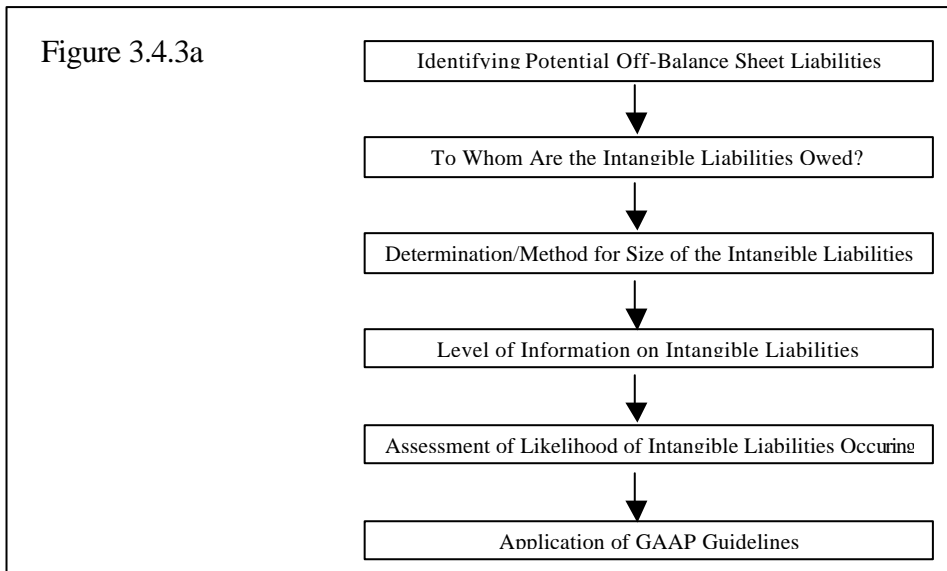 Figure 3.4.3a
Identifying Potential Off-Balance Sheet Liabilities
To Whom Are the Intangible Liabilities Owed?
Determination/Method for Size of the Intangible Liabilities
Level of Information on Intangible Liabilities
Assessment of Likelihood of Intangible Liabilities Occuring
Application of GAAP Guidelines